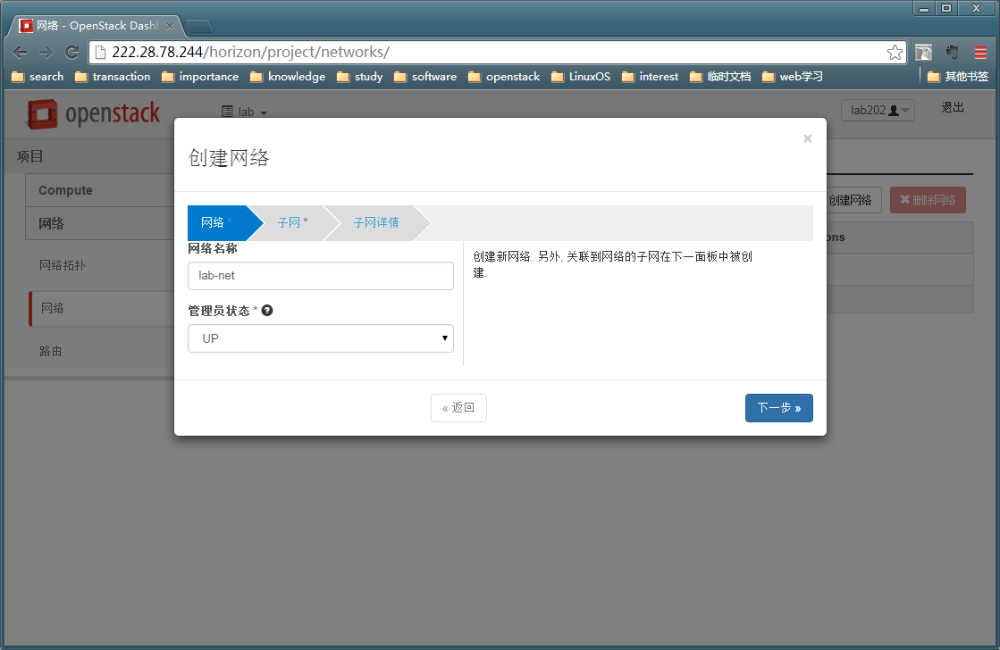 网络 - OpenStack Dash
222.28.78.244/horizon/project/networks/
search transaction importance knowledge study software openstack LinuxOS interest 临时文档 web学习 其他书签
openstack lab lab202 退出
项目
Compute
网络
网络拓扑
网络
路由
创建网络 删除网络
ons
创建网络
×
网络 * 子网 * 子网详情
网络名称
lab-net
管理员状态 *
UP
创建新网络. 另外, 关联到网络的子网在下一面板中被创
建.
« 返回 下一步 »